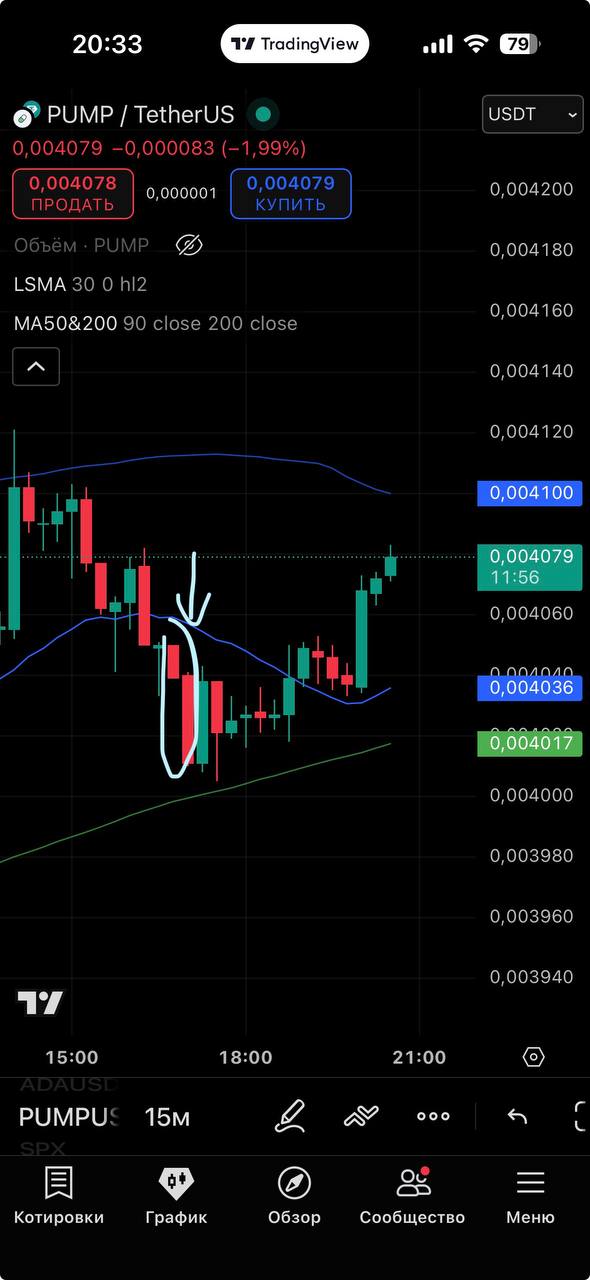 20:33
TradingView
79
PUMP / TetherUS
USDT
0,004079 −0,000083 (−1,99%)
0,004078
ПРОДАТЬ
0,000001
0,004079
КУПИТЬ
Объём · PUMP
LSMA 30 0 hl2
MA50&200 90 close 200 close
0,004200
0,004180
0,004160
0,004140
0,004120
0,004100
0,004079
11:56
0,004060
0,004040
0,004036
0,004017
0,004000
0,003980
0,003960
0,003940
15:00 18:00 21:00
ADAUSD
PUMPUS 15м
SPX
Котировки График Обзор Сообщество Меню